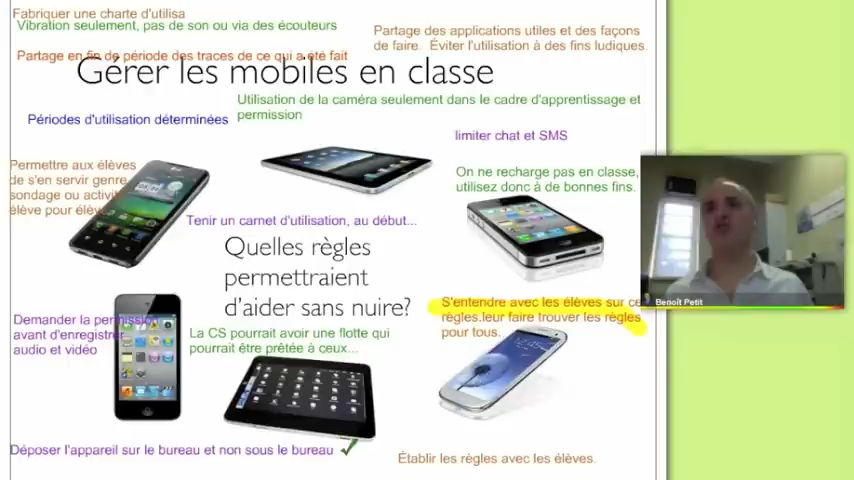 Fabriquer une charte d'utilisa
Vibration seulement, pas de son ou via des écouteurs
Partage des applications utiles et des façons
de faire. Éviter l'utilisation à des fins ludiques.
Partage en fin de période des traces de ce qui a été fait
Gérer les mobiles en classe
Utilisation de la caméra seulement dans le cadre d'apprentissage et
permission
Périodes d'utilisation déterminées
limiter chat et SMS
Permettre aux élèves
de s'en servir genre
sondage ou activité
élève pour élève
On ne recharge pas en classe,
utilisez donc à de bonnes fins.
Tenir un carnet d'utilisation, au début...
Quelles règles
permettraient
d'aider sans nuire?
S'entendre avec les élèves sur ce
règles.leur faire trouver les règles
pour tous.
Benoît Petit
Demander la permission
avant d'enregistrer
audio et vidéo
La CS pourrait avoir une flotte qui
pourrait être prêtée à ceux...
Déposer l'appareil sur le bureau et non sous le bureau
Établir les règles avec les élèves.